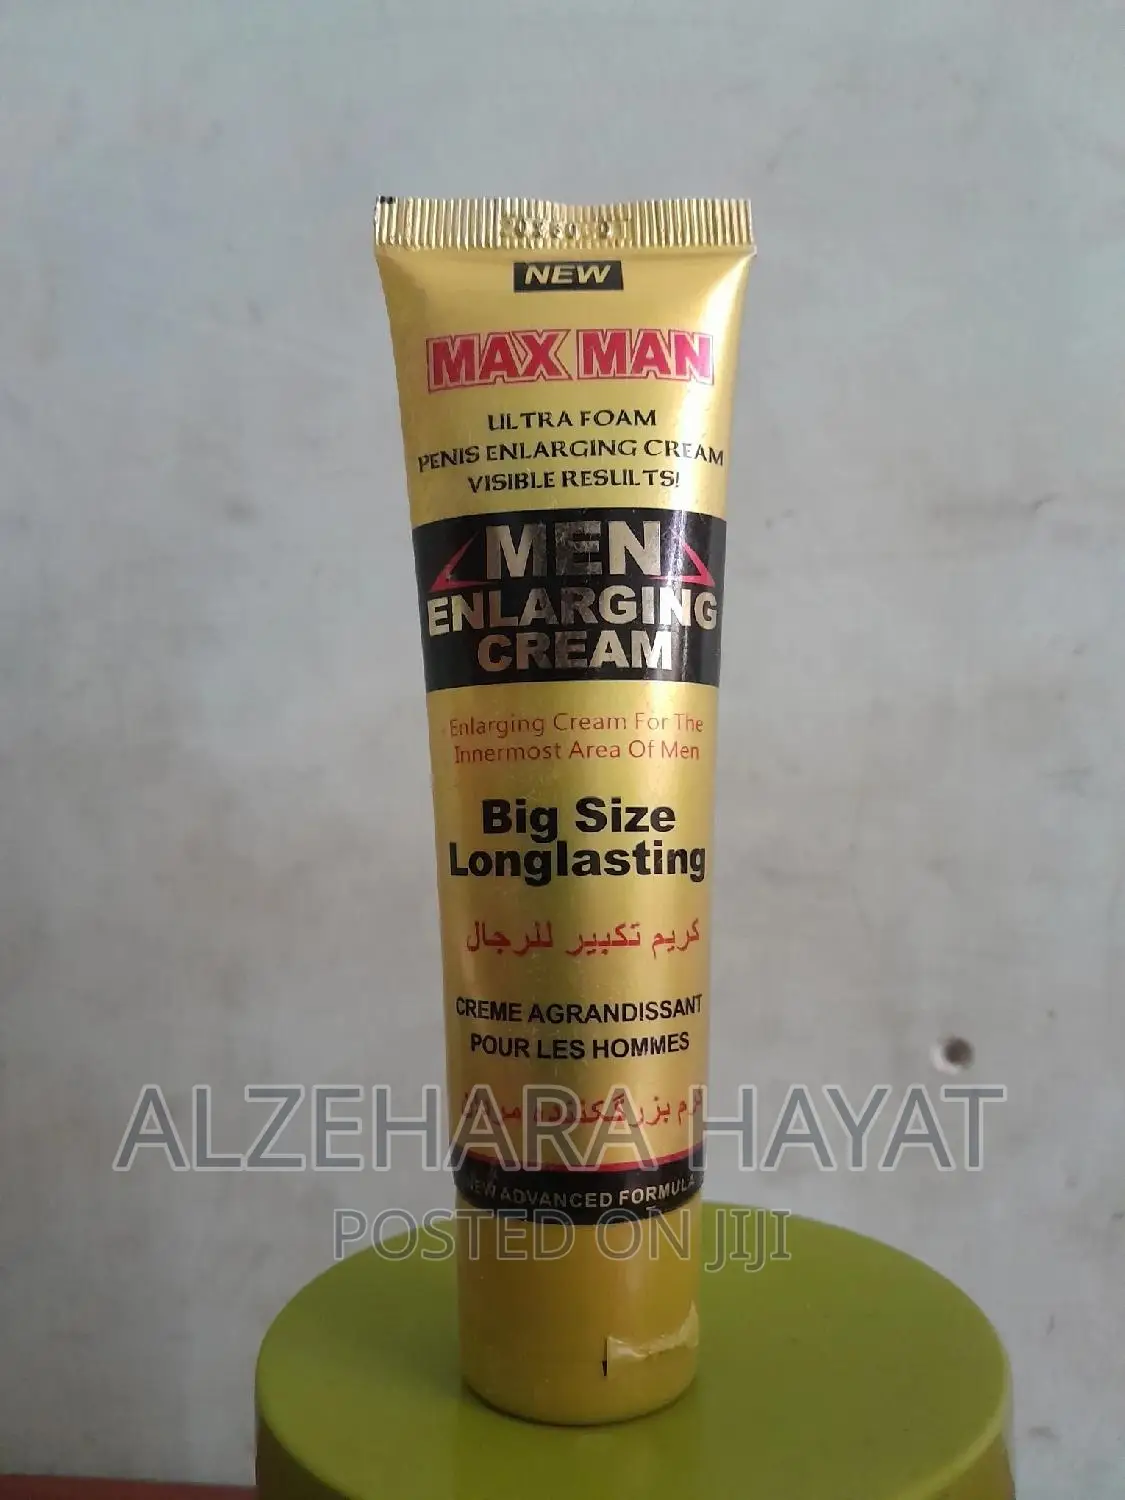 NEW
MAX MAN
ULTRA FOAM
PENIS ENLARGING CREAM
VISIBLE RESULTS!
MEN
ENLARGING
CREAM
Enlarging Cream For The
Innermost Area Of Men
Big Size
Longlasting
كريم تكبير للرجال
CREME AGRANDISSANT
POUR LES HOMMES
ALZEHARA HAYAT
NEW ADVANCED FORMULA
POSTED ON JIJI